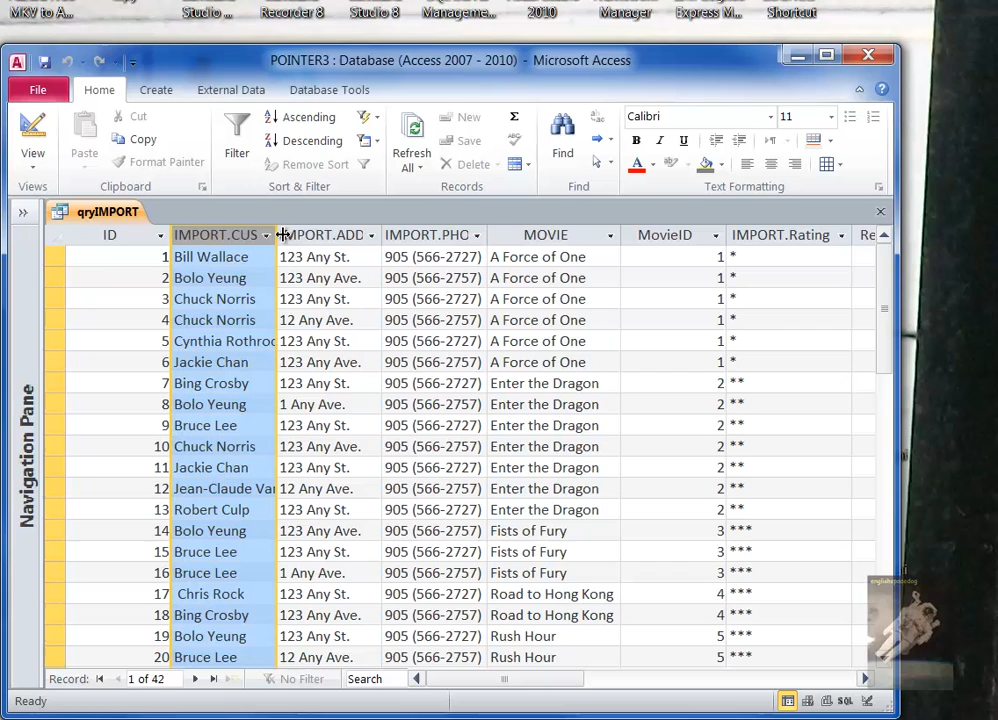 MKV to A...
Studio ...
Recorder 8
Studio 8
Manageme...
2010
Manager
Express M...
Shortcut
POINTER3 : Database (Access 2007 - 2010) - Microsoft Access
File Home Create External Data Database Tools
View
Views
Paste
Cut
Copy
Format Painter
Clipboard
Filter
Ascending
Descending
Remove Sort
Sort & Filter
Refresh All
New
Save
Delete
Records
Find
Find
Calibri 11
B I U
Text Formatting
qryIMPORT
Navigation Pane
ID IMPORT.CUS MPORT.ADD IMPORT.PHO MOVIE MovieID IMPORT.Rating Re
1 Bill Wallace 123 Any St. 905 (566-2727) A Force of One 1 *
2 Bolo Yeung 123 Any Ave. 905 (566-2757) A Force of One 1 *
3 Chuck Norris 123 Any St. 905 (566-2757) A Force of One 1 *
4 Chuck Norris 12 Any Ave. 905 (566-2757) A Force of One 1 *
5 Cynthia Rothroc 123 Any St. 905 (566-2757) A Force of One 1 *
6 Jackie Chan 123 Any Ave. 905 (566-2757) A Force of One 1 *
7 Bing Crosby 123 Any St. 905 (566-2757) Enter the Dragon 2 **
8 Bolo Yeung 1 Any Ave. 905 (566-2757) Enter the Dragon 2 **
9 Bruce Lee 123 Any St. 905 (566-2757) Enter the Dragon 2 **
10 Chuck Norris 123 Any Ave. 905 (566-2757) Enter the Dragon 2 **
11 Jackie Chan 123 Any St. 905 (566-2757) Enter the Dragon 2 **
12 Jean-Claude Var 12 Any Ave. 905 (566-2757) Enter the Dragon 2 **
13 Robert Culp 123 Any St. 905 (566-2757) Enter the Dragon 2 **
14 Bolo Yeung 123 Any Ave. 905 (566-2757) Fists of Fury 3 ***
15 Bruce Lee 123 Any St. 905 (566-2757) Fists of Fury 3 ***
16 Bruce Lee 1 Any Ave. 905 (566-2757) Fists of Fury 3 ***
17 Chris Rock 123 Any St. 905 (566-2757) Road to Hong Kong 4 ***
18 Bing Crosby 123 Any Ave. 905 (566-2757) Road to Hong Kong 4 ***
19 Bolo Yeung 123 Any St. 905 (566-2757) Rush Hour 5 ***
20 Bruce Lee 12 Any Ave. 905 (566-2757) Rush Hour 5 ***
Record: 1 of 42 No Filter Search
Ready SQL